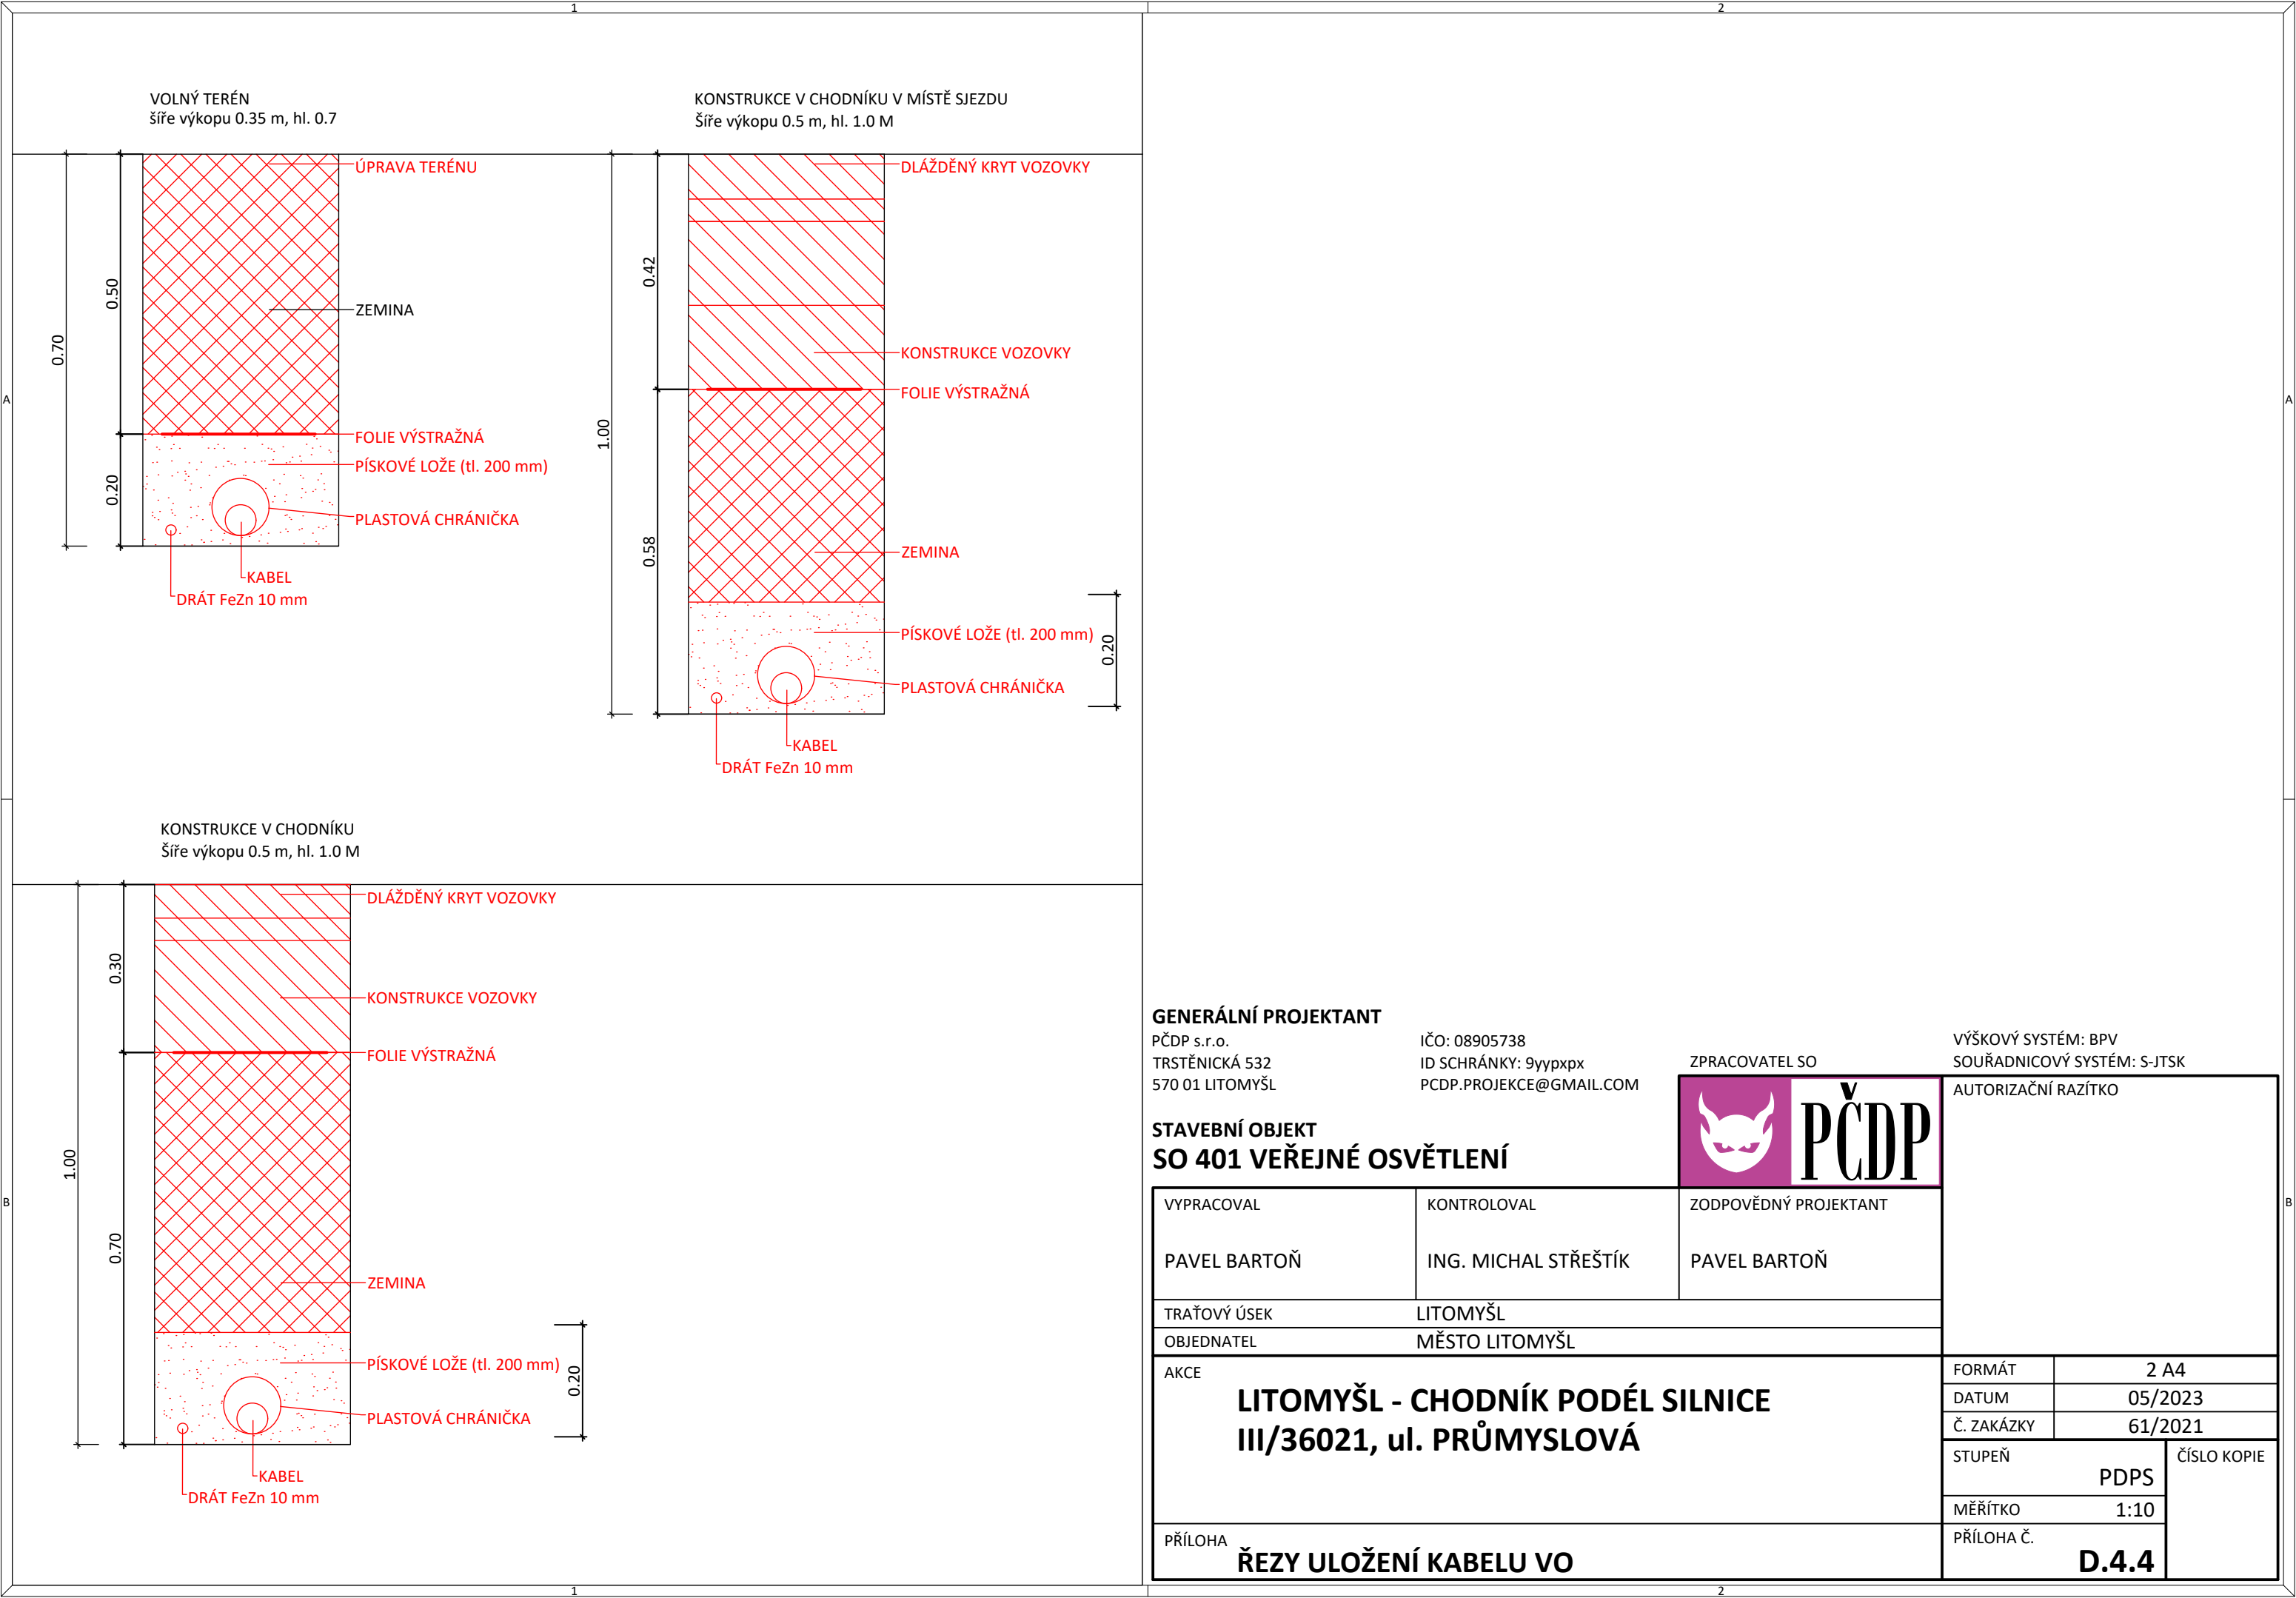 1
2
VOLNÝ TERÉN
šíře výkopu 0.35 m, hl. 0.7
ÚPRAVA TERÉNU
0.50
ZEMINA
0.70
FOLIE VÝSTRAŽNÁ
PÍSKOVÉ LOŽE (tl. 200 mm)
0.20
PLASTOVÁ CHRÁNIČKA
KABEL
DRÁT FeZn 10 mm
KONSTRUKCE V CHODNÍKU V MÍSTĚ SJEZDU
Šíře výkopu 0.5 m, hl. 1.0 M
DLÁŽDĚNÝ KRYT VOZOVKY
0.42
KONSTRUKCE VOZOVKY
FOLIE VÝSTRAŽNÁ
1.00
0.58
ZEMINA
PÍSKOVÉ LOŽE (tl. 200 mm)
0.20
PLASTOVÁ CHRÁNIČKA
KABEL
DRÁT FeZn 10 mm
A
A
KONSTRUKCE V CHODNÍKU
Šíře výkopu 0.5 m, hl. 1.0 M
DLÁŽDĚNÝ KRYT VOZOVKY
0.30
KONSTRUKCE VOZOVKY
FOLIE VÝSTRAŽNÁ
1.00
0.70
ZEMINA
PÍSKOVÉ LOŽE (tl. 200 mm)
0.20
PLASTOVÁ CHRÁNIČKA
KABEL
DRÁT FeZn 10 mm
B
B
GENERÁLNÍ PROJEKTANT
PČDP s.r.o.
TRSTĚNICKÁ 532
570 01 LITOMYŠL
IČO: 08905738
ID SCHRÁNKY: 9yypxpx
PCDP.PROJEKCE@GMAIL.COM
ZPRACOVATEL SO
VÝŠKOVÝ SYSTÉM: BPV
SOUŘADNICOVÝ SYSTÉM: S-JTSK
PČDP
AUTORIZAČNÍ RAZÍTKO
STAVEBNÍ OBJEKT
SO 401 VEŘEJNÉ OSVĚTLENÍ
VYPRACOVAL
PAVEL BARTOŇ
KONTROLOVAL
ING. MICHAL STŘEŠTÍK
ZODPOVĚDNÝ PROJEKTANT
PAVEL BARTOŇ
TRAŤOVÝ ÚSEK LITOMYŠL
OBJEDNATEL MĚSTO LITOMYŠL
AKCE
LITOMYŠL - CHODNÍK PODÉL SILNICE
III/36021, ul. PRŮMYSLOVÁ
FORMÁT 2 A4
DATUM 05/2023
Č. ZAKÁZKY 61/2021
STUPEŇ
PDPS
ČÍSLO KOPIE
MĚŘÍTKO 1:10
PŘÍLOHA
ŘEZY ULOŽENÍ KABELU VO
PŘÍLOHA Č.
D.4.4
1
2